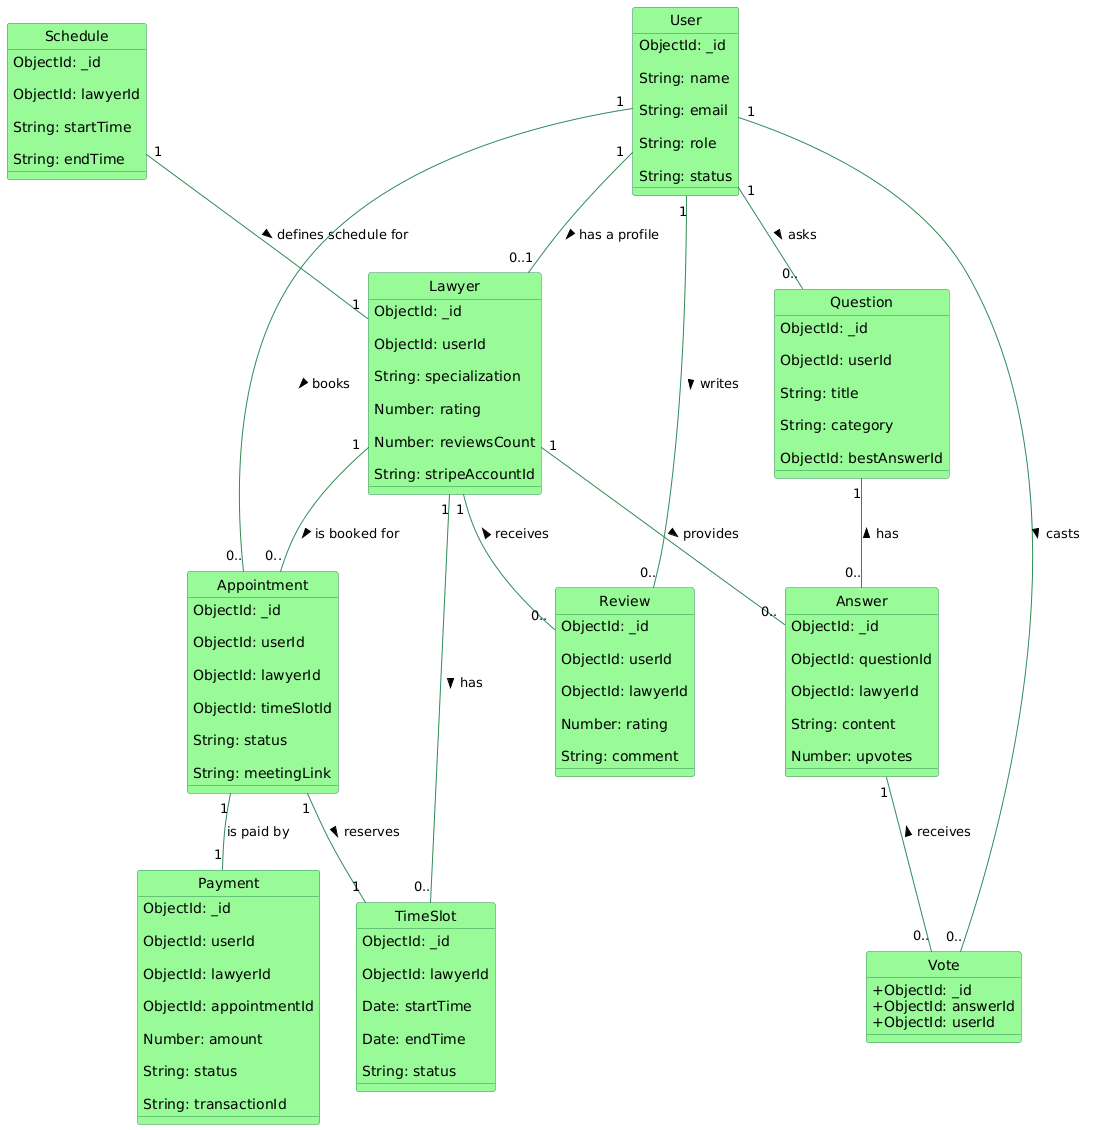 Schedule
ObjectId: _id
ObjectId: lawyerId
String: startTime
String: endTime
User
ObjectId: _id
String: name
String: email
String: role
String: status
1
1
1
1
1
1
defines schedule for
has a profile
asks
0..1
0..
1
Lawyer
ObjectId: _id
ObjectId: userId
String: specialization
Number: rating
Number: reviewsCount
String: stripeAccountId
Question
ObjectId: _id
ObjectId: userId
String: title
String: category
ObjectId: bestAnswerId
books
writes
1
1
1
1
1
is booked for
receives
provides
has
casts
0..
0..
0..
0..
0..
0..
Appointment
ObjectId: _id
ObjectId: userId
ObjectId: lawyerId
ObjectId: timeSlotId
String: status
String: meetingLink
Review
ObjectId: _id
ObjectId: userId
ObjectId: lawyerId
Number: rating
String: comment
Answer
ObjectId: _id
ObjectId: questionId
ObjectId: lawyerId
String: content
Number: upvotes
has
1
1
1
is paid by
reserves
receives
1
1
0..
0..
0..
Payment
ObjectId: _id
ObjectId: userId
ObjectId: lawyerId
ObjectId: appointmentId
Number: amount
String: status
String: transactionId
TimeSlot
ObjectId: _id
ObjectId: lawyerId
Date: startTime
Date: endTime
String: status
Vote
+ObjectId: _id
+ObjectId: answerId
+ObjectId: userId